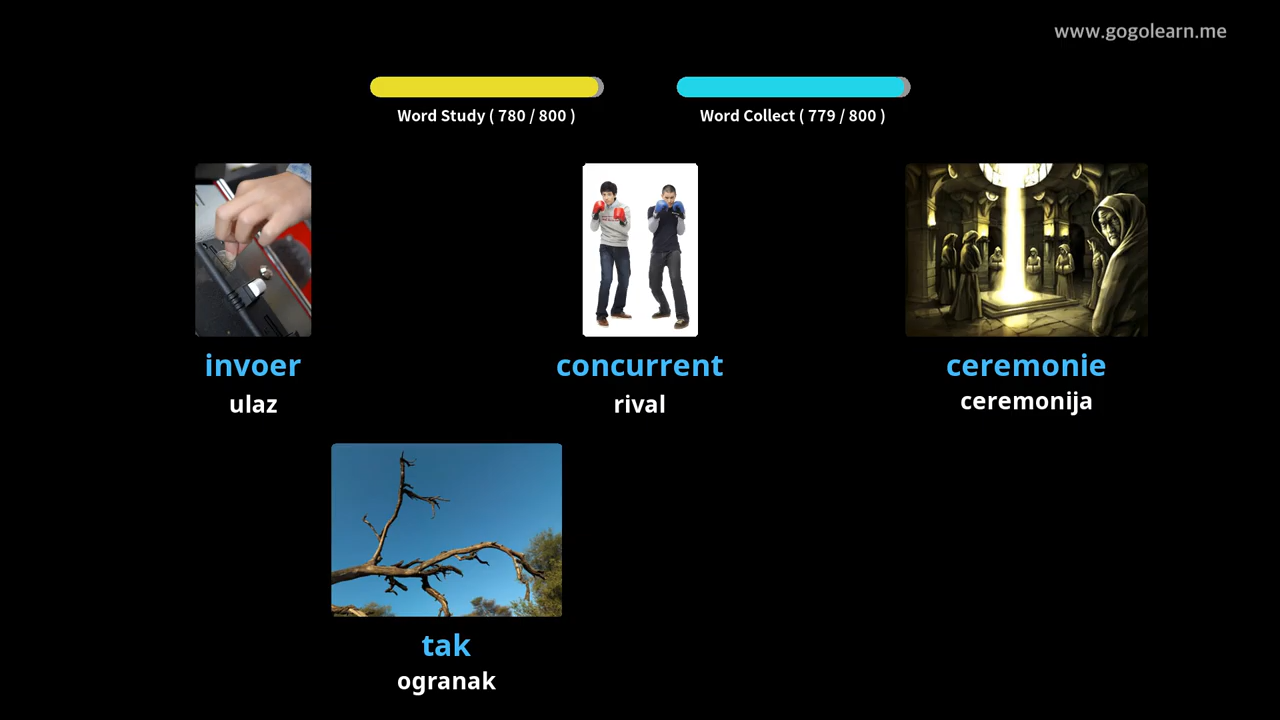 www.gogolearn.me
Word Study ( 780 / 800 )
Word Collect ( 779 / 800 )
invoer
concurrent
ceremonie
ulaz
rival
ceremonija
tak
ogranak